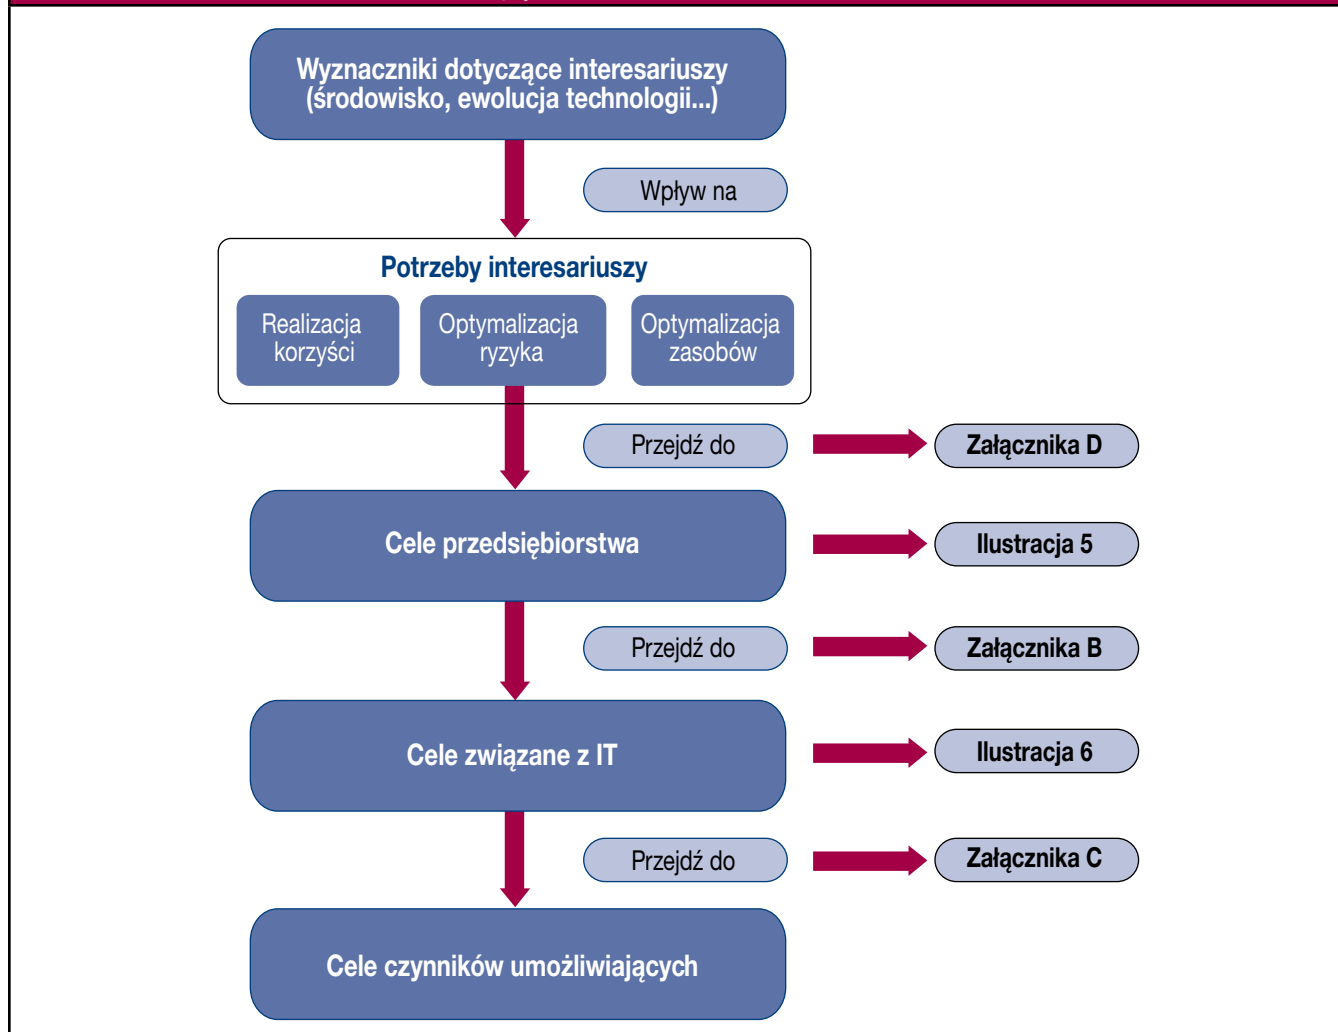 Wyznaczniki dotyczące interesariuszy
(środowisko, ewolucja technologii...)
Wpływ na
Potrzeby interesariuszy
Realizacja
korzyści
Optymalizacja
ryzyka
Optymalizacja
zasobów
Przejdź do
Załącznika D
Cele przedsiębiorstwa
Ilustracja 5
Przejdź do
Załącznika B
Cele związane z IT
Ilustracja 6
Przejdź do
Załącznika C
Cele czynników umożliwiających